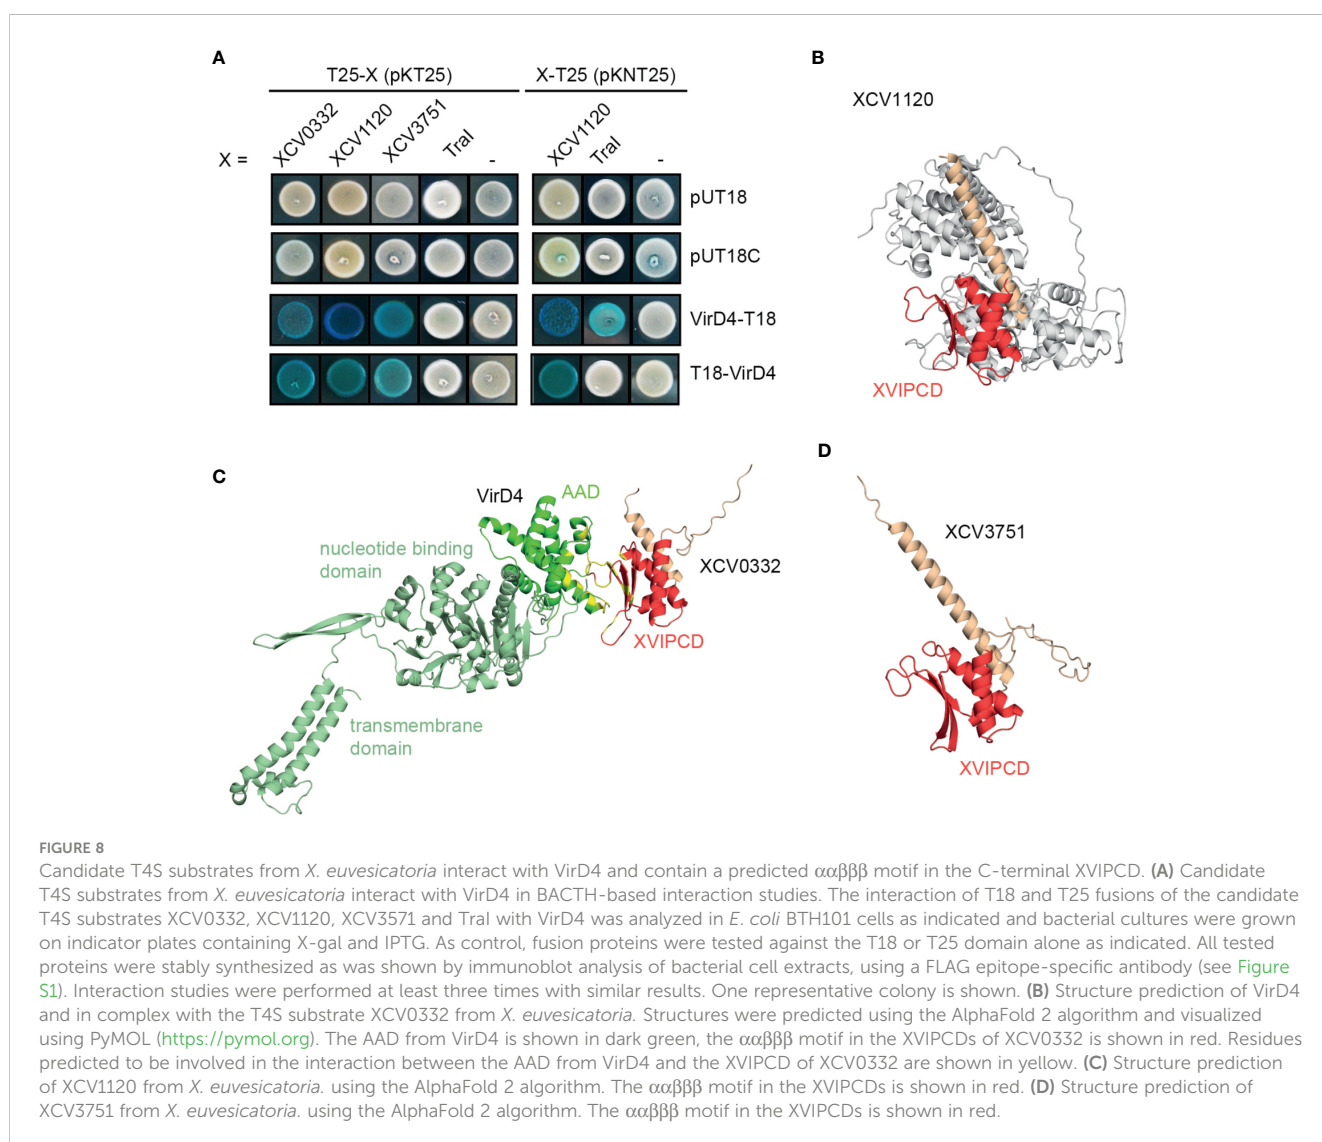 A
T25-X (pKT25)
X-T25 (pKNT25)
X =
XCV0332
XCV1120
XCV3751
TraI
-
XCV1120
TraI
-
pUT18
pUT18C
VirD4-T18
T18-VirD4
B
XCV1120
XVIPCD
C
VirD4
AAD
nucleotide binding
domain
XCV0332
XVIPCD
transmembrane
domain
D
XCV3751
XVIPCD
FIGURE 8
Candidate T4S substrates from X. euvesicatoria interact with VirD4 and contain a predicted ααβββ motif in the C-terminal XVIPCD. (A) Candidate
T4S substrates from X. euvesicatoria interact with VirD4 in BACTH-based interaction studies. The interaction of T18 and T25 fusions of the candidate
T4S substrates XCV0332, XCV1120, XCV3571 and TraI with VirD4 was analyzed in E. coli BTH101 cells as indicated and bacterial cultures were grown
on indicator plates containing X-gal and IPTG. As control, fusion proteins were tested against the T18 or T25 domain alone as indicated. All tested
proteins were stably synthesized as was shown by immunoblot analysis of bacterial cell extracts, using a FLAG epitope-specific antibody (see Figure
S1). Interaction studies were performed at least three times with similar results. One representative colony is shown. (B) Structure prediction of VirD4
and in complex with the T4S substrate XCV0332 from X. euvesicatoria. Structures were predicted using the AlphaFold 2 algorithm and visualized
using PyMOL (https://pymol.org). The AAD from VirD4 is shown in dark green, the ααβββ motif in the XVIPCDs of XCV0332 is shown in red. Residues
predicted to be involved in the interaction between the AAD from VirD4 and the XVIPCD of XCV0332 are shown in yellow. (C) Structure prediction
of XCV1120 from X. euvesicatoria. using the AlphaFold 2 algorithm. The ααβββ motif in the XVIPCDs is shown in red. (D) Structure prediction of
XCV3751 from X. euvesicatoria. using the AlphaFold 2 algorithm. The ααβββ motif in the XVIPCDs is shown in red.